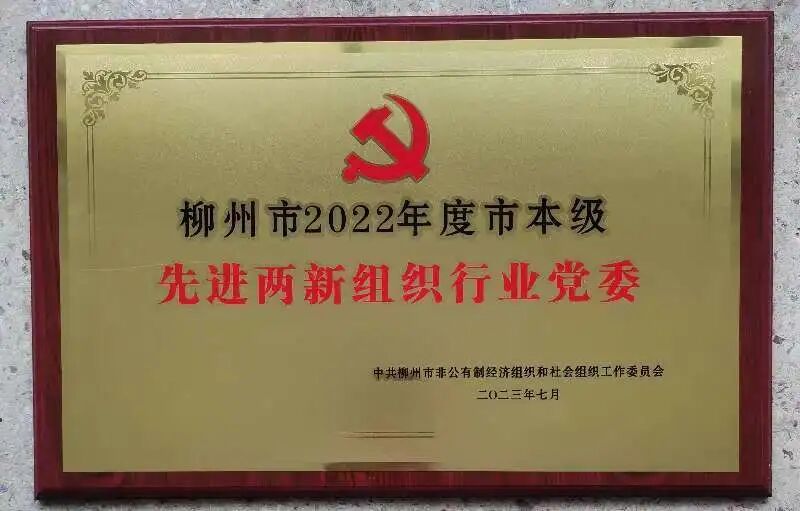 柳州市2022年度市本级
先进两新组织行业党委
中共柳州市非公有制经济组织和社会组织工作委员会
二〇二三年七月